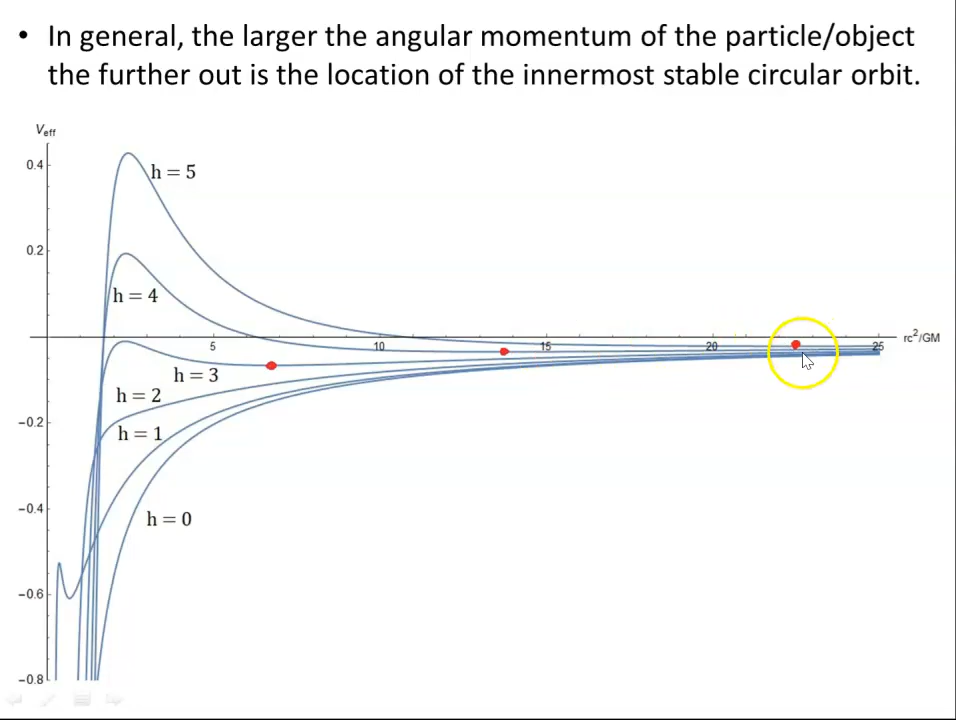 • In general, the larger the angular momentum of the particle/object
the further out is the location of the innermost stable circular orbit.
Veff
0.4
h = 5
0.2
h = 4
5 10 15 20 25 rc²/GM
h = 3
h = 2
−0.2
h = 1
−0.4
h = 0
−0.6
−0.8